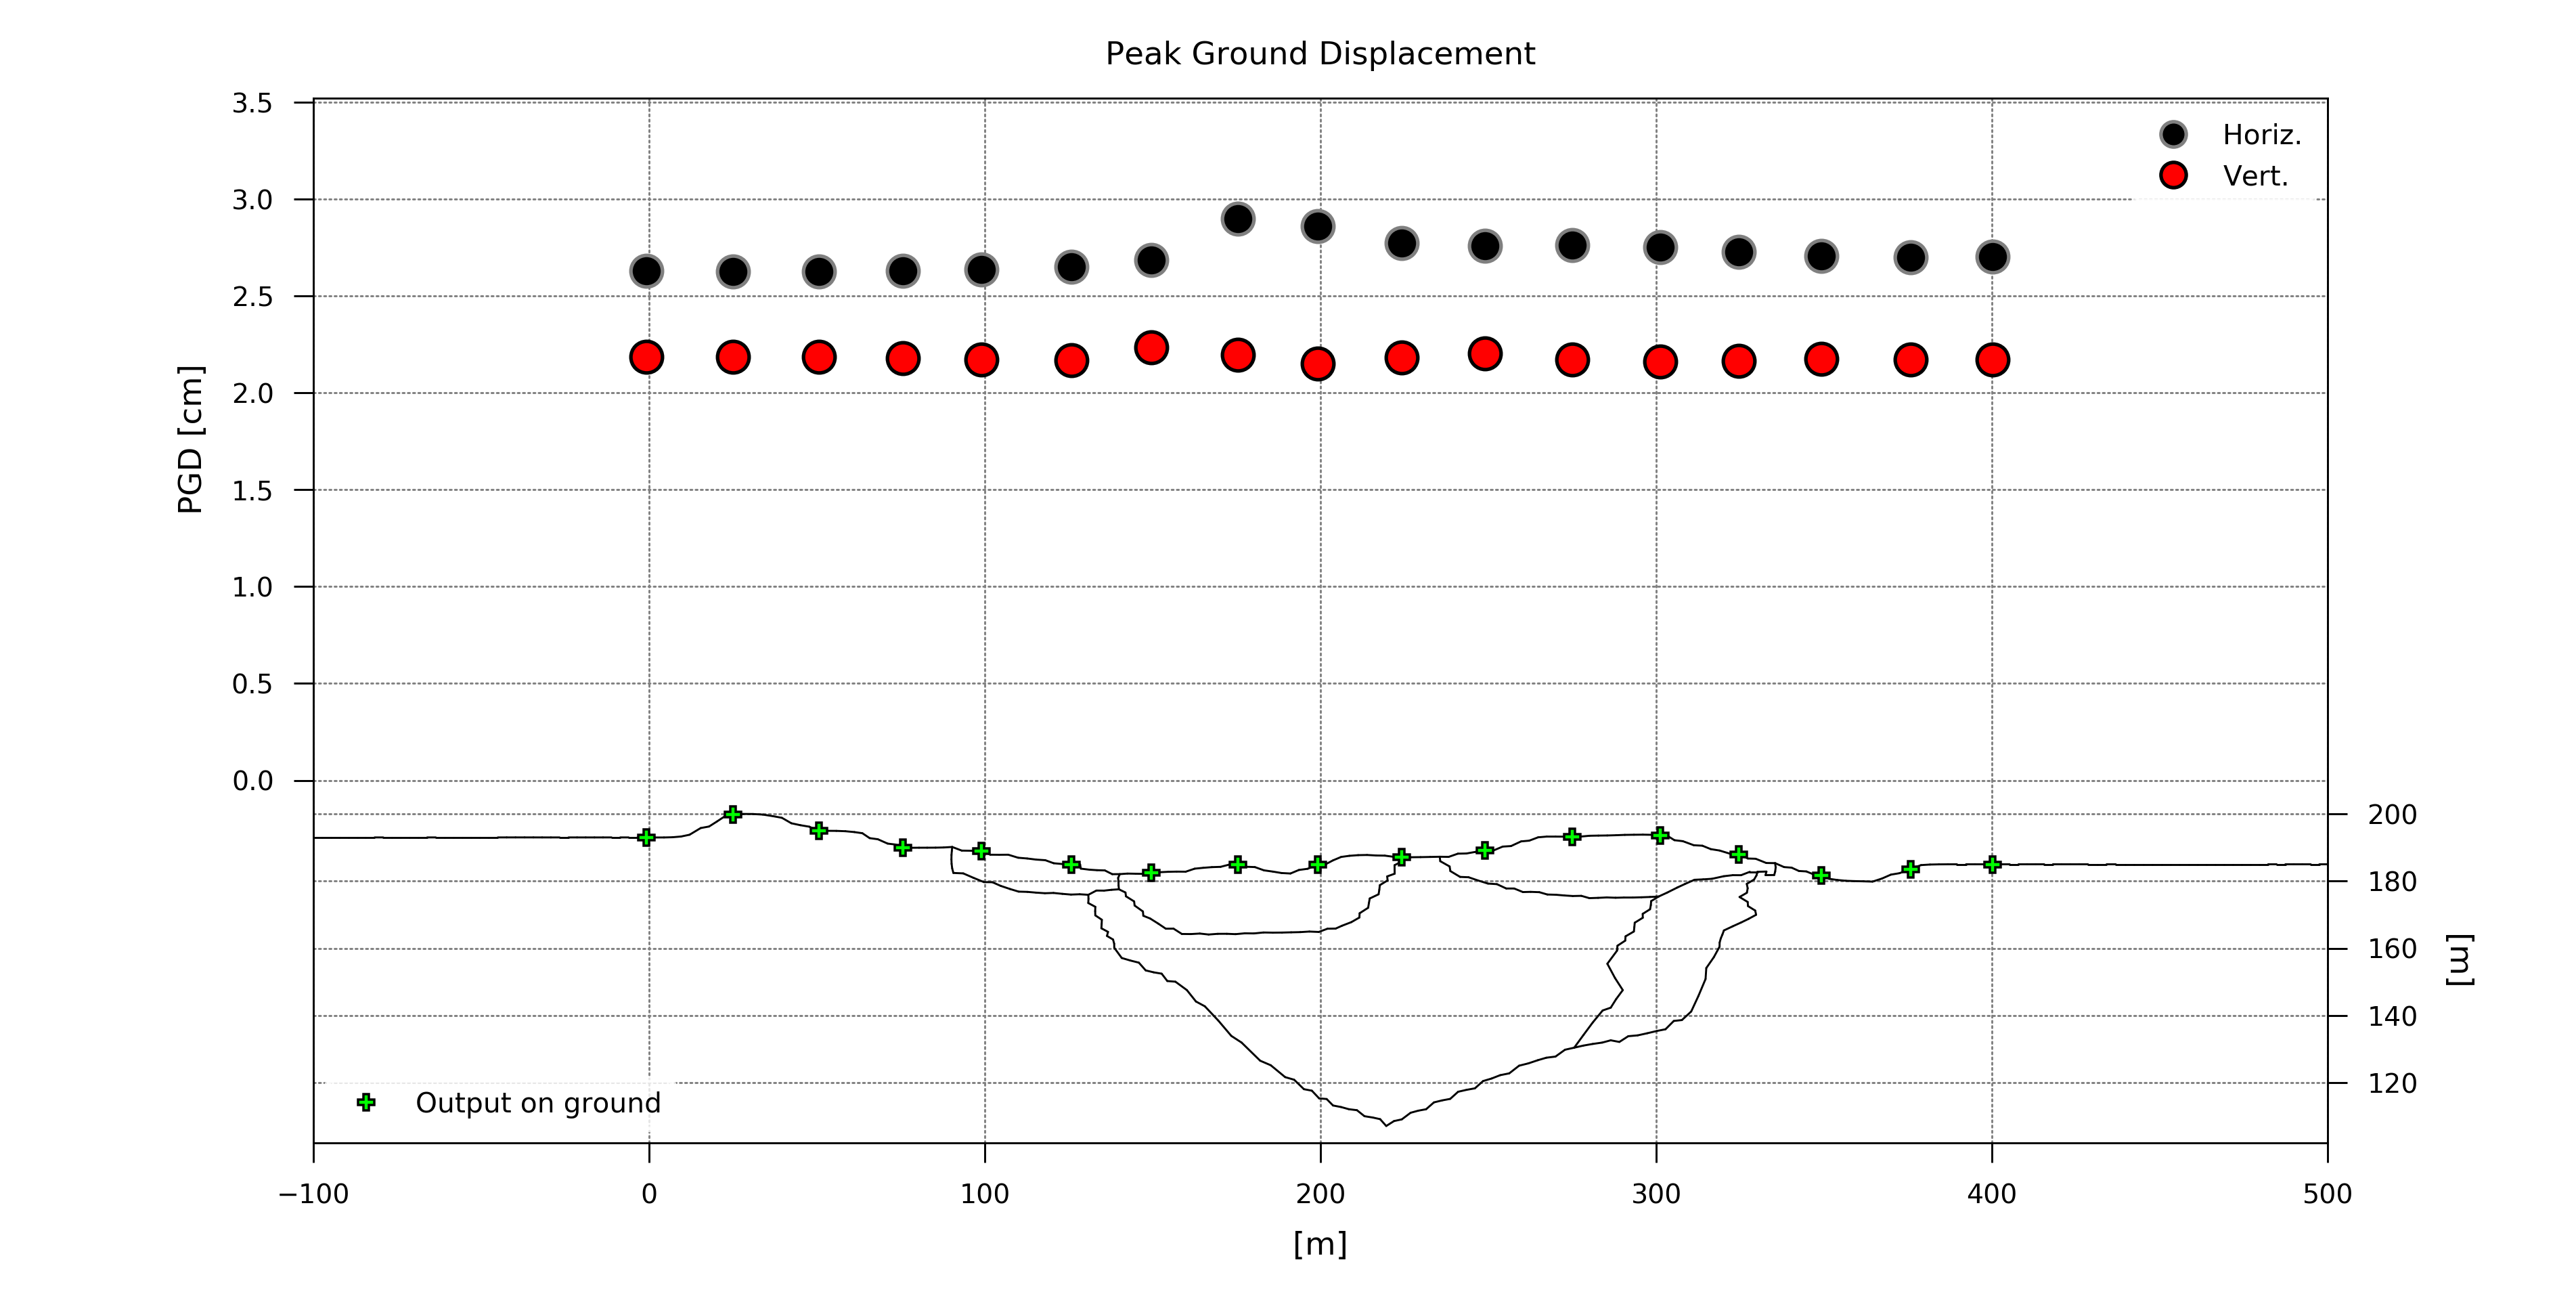 Peak Ground Displacement
3.5
3.0
2.5
2.0
1.5
1.0
0.5
0.0
PGD [cm]
Horiz.
Vert.
200
180
160
140
120
[m]
Output on ground
−100 0 100 200 300 400 500
[m]